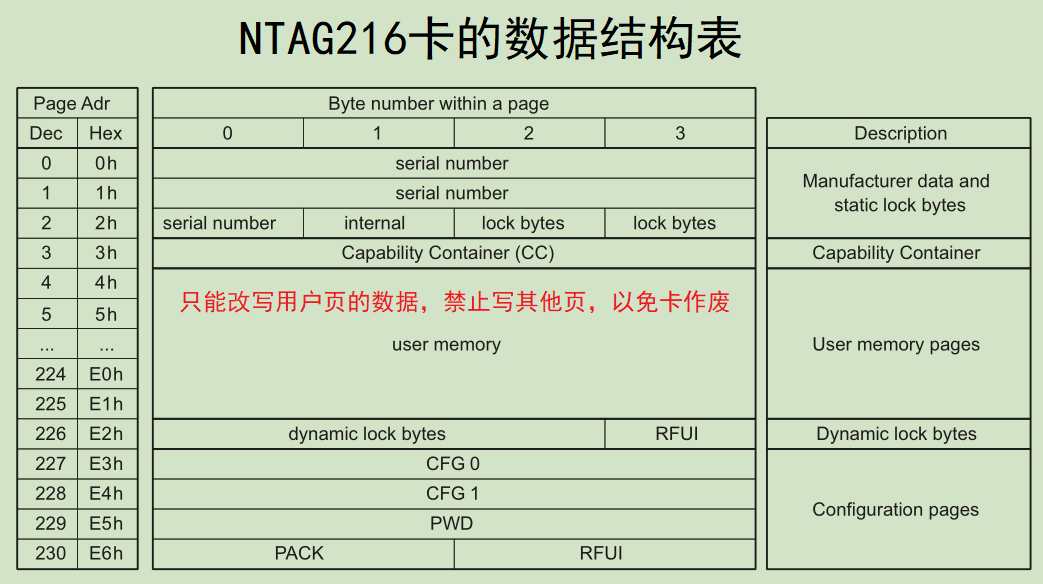 NTAG216卡的数据结构表
Page Adr Byte number within a page
Dec Hex 0 1 2 3 Description
0 0h serial number
1 1h serial number
Manufacturer data and
static lock bytes
2 2h serial number internal lock bytes lock bytes
3 3h Capability Container (CC) Capability Container
4 4h
只能改写用户页的数据，禁止写其他页，以免卡作废
5 5h
... ... user memory User memory pages
224 E0h
225 E1h
226 E2h dynamic lock bytes RFUI Dynamic lock bytes
227 E3h CFG 0
228 E4h CFG 1
Configuration pages
229 E5h PWD
230 E6h PACK RFUI